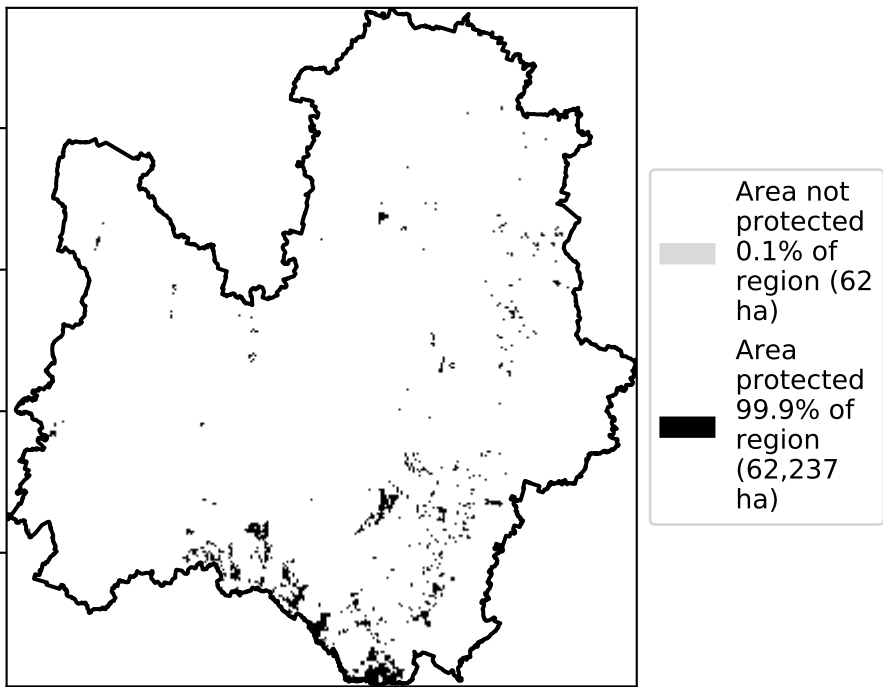 Area not
protected
0.1% of
region (62
ha)
Area
protected
99.9% of
region
(62,237
ha)